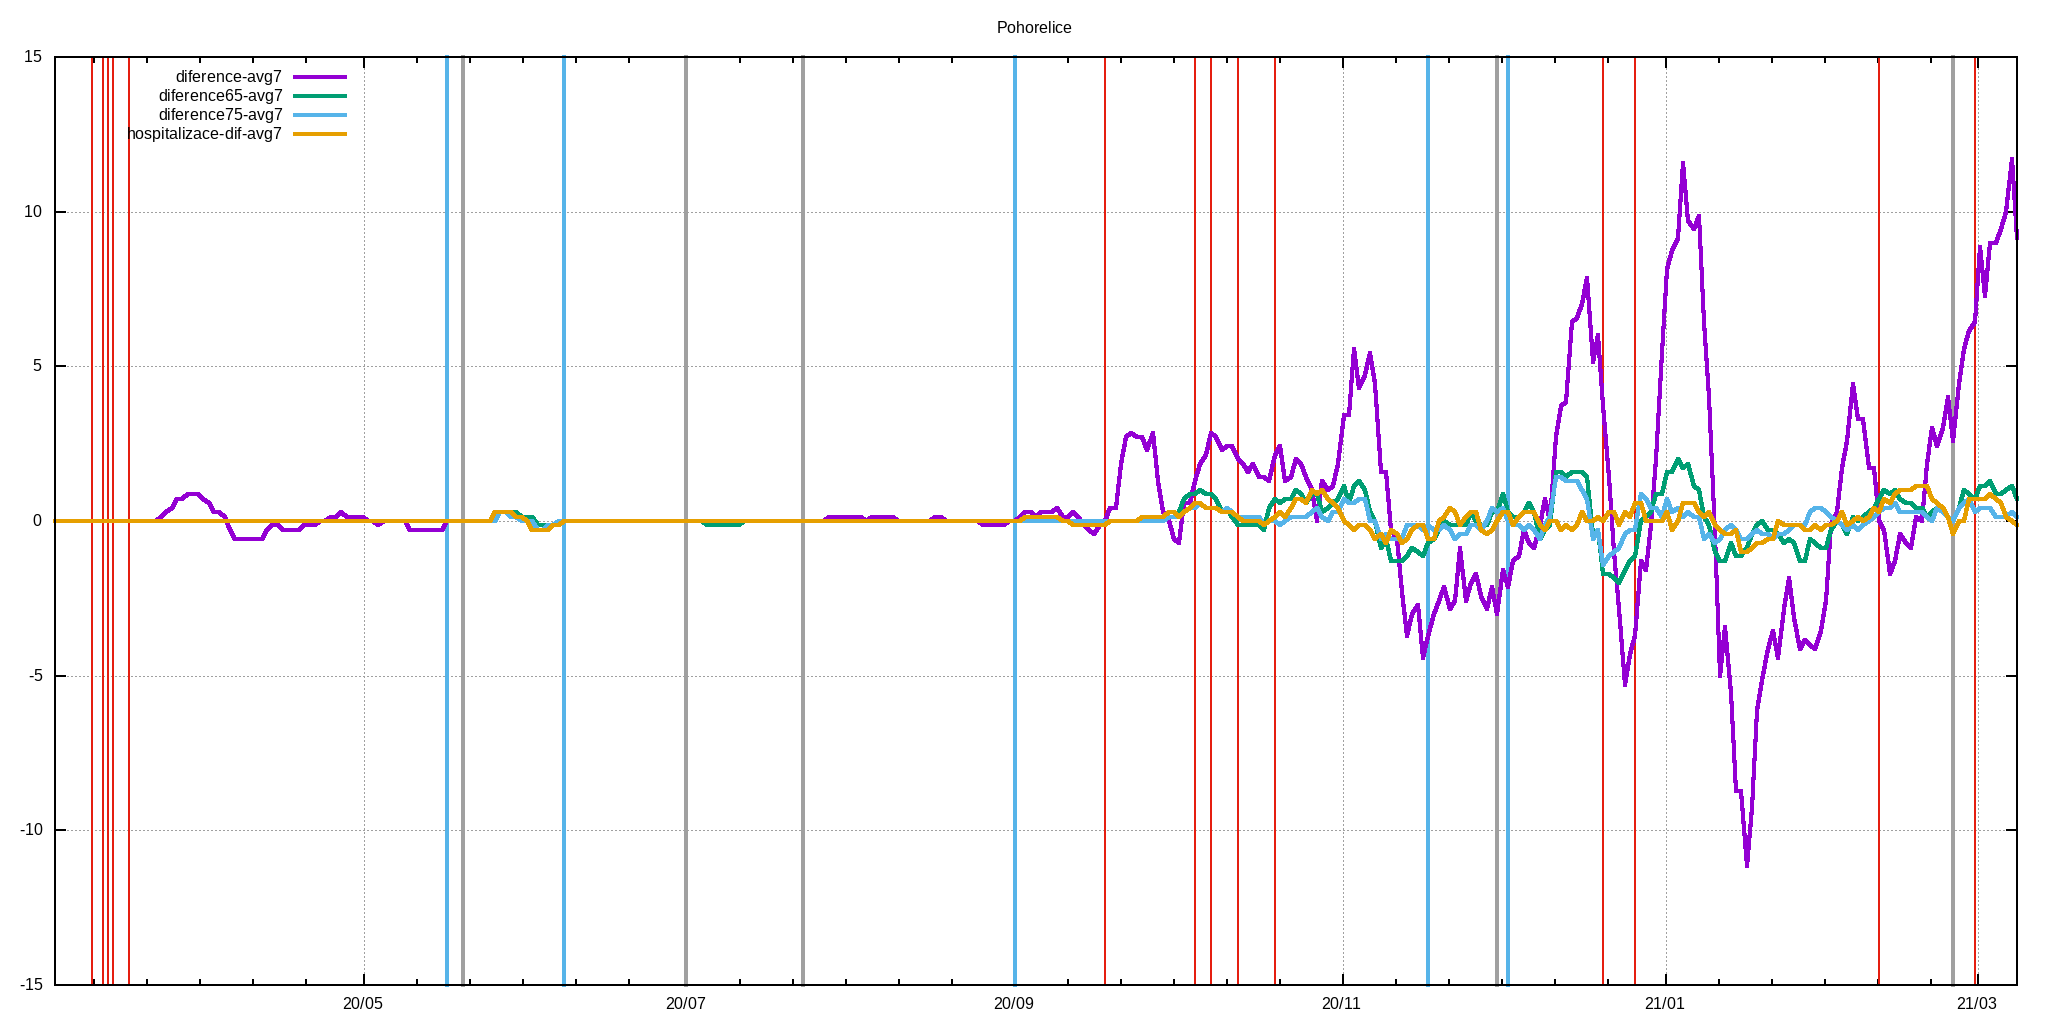 Pohorelice
15
diference-avg7
diference65-avg7
diference75-avg7
hospitalizace-dif-avg7
10
5
0
-5
-10
-15
20/05 20/07 20/09 20/11 21/01 21/03